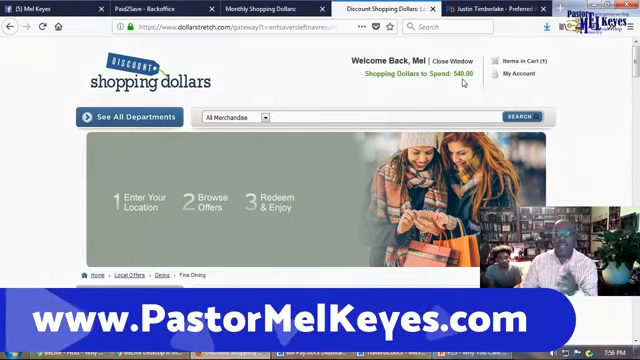 (5) Mel Keyes
Paid2Save - Backoffice
Monthly Shopping Dollars:
Discount Shopping Dollars: Lo
Justin Timberlake - Preferred A
https://www.dollarstretch.com/gateway?t=entsaversleftnavres
Search
Pastor
MEL Keyes
DISCOUNT
shopping dollars
Welcome Back, Mel | Close Window
Shopping Dollars to Spend: 540.00
Items in Cart (1)
My Account
See All Departments
All Merchandise
SEARCH
1 Enter Your Location
2 Browse Offers
3 Redeem & Enjoy
Home
Local Offers
Dining
Fine Dining
www.PastorMelKeyes.com
7:56 PM